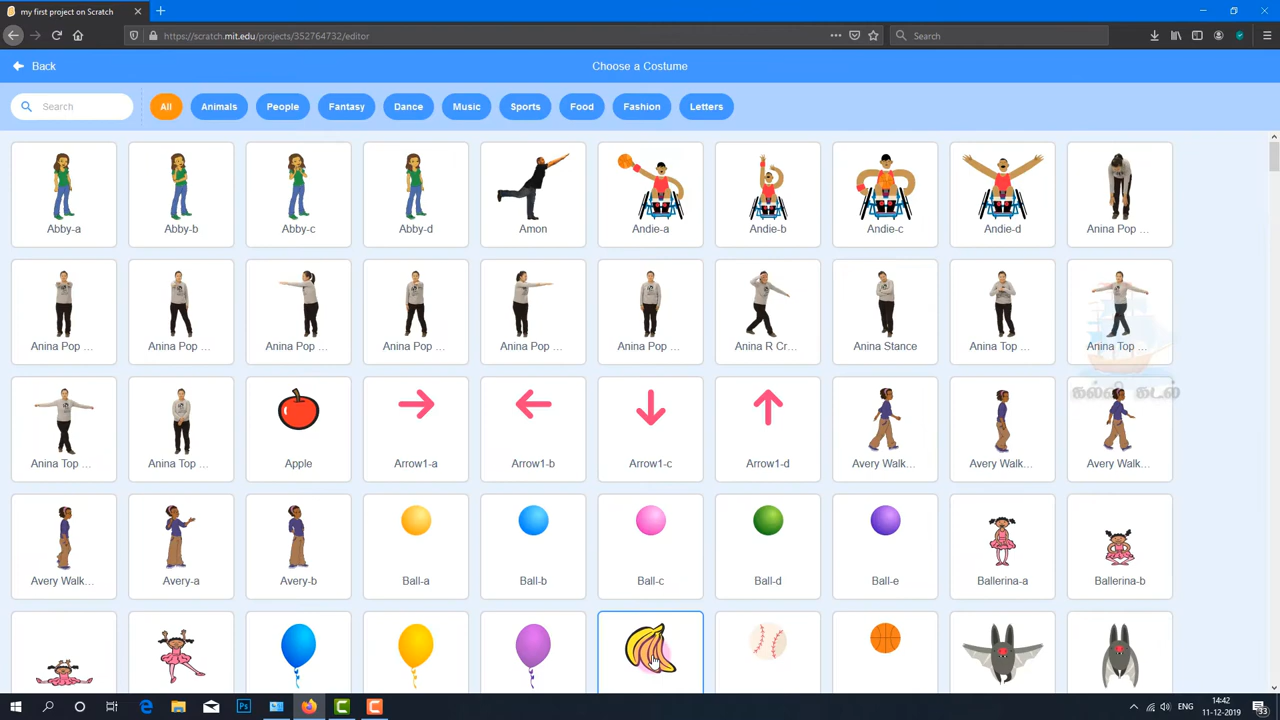 my first project on Scratch
https://scratch.mit.edu/projects/352764732/editor
Search
Back
Choose a Costume
Search
All
Animals
People
Fantasy
Dance
Music
Sports
Food
Fashion
Letters
Abby-a
Abby-b
Abby-c
Abby-d
Amon
Andie-a
Andie-b
Andie-c
Andie-d
Anina Pop ...
Anina Pop ...
Anina Pop ...
Anina Pop ...
Anina Pop ...
Anina Pop ...
Anina Pop ...
Anina R Cr...
Anina Stance
Anina Top ...
Anina Top ...
கல்வி கடல்
Anina Top ...
Anina Top ...
Apple
Arrow1-a
Arrow1-b
Arrow1-c
Arrow1-d
Avery Walk...
Avery Walk...
Avery Walk...
Avery Walk...
Avery-a
Avery-b
Ball-a
Ball-b
Ball-c
Ball-d
Ball-e
Ballerina-a
Ballerina-b
Ps
ENG
14:42
11-12-2019
33